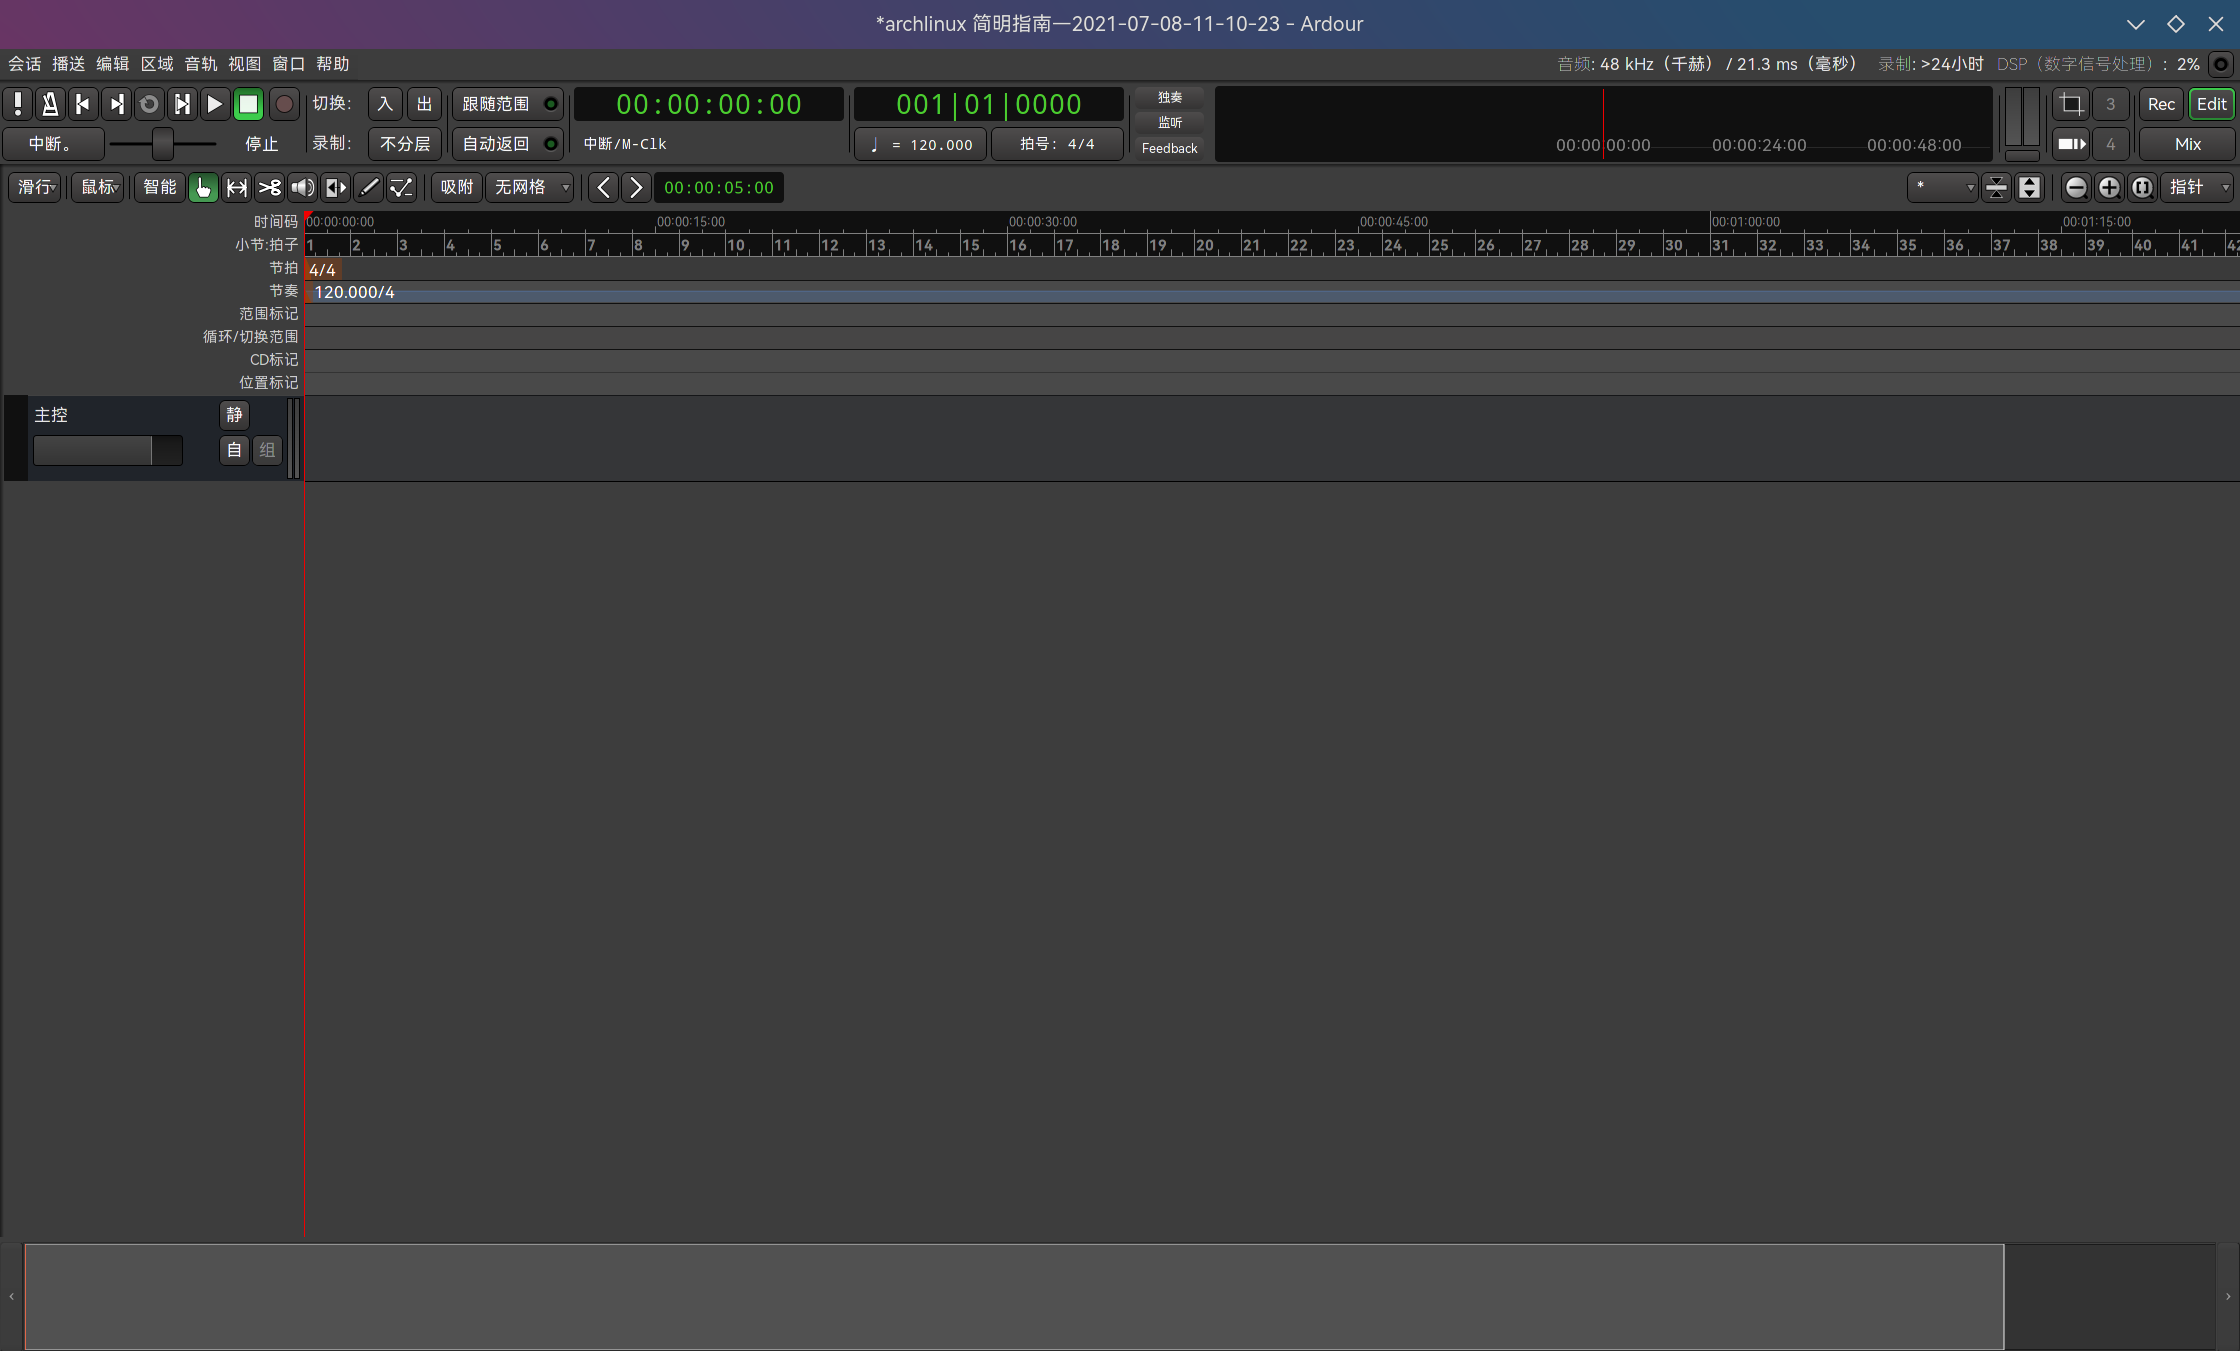 *archlinux 简明指南一2021-07-08-11-10-23 - Ardour
会话 播送 编辑 区域 音轨 视图 窗口 帮助
音频: 48 kHz（千赫） / 21.3 ms（毫秒） 录制: >24小时 DSP（数字信号处理）: 2%
切换: 入 出 跟随范围 00:00:00:00 001|01|0000 独奏 3 Rec Edit
监听
中断。 停止 录制: 不分层 自动返回 中断/M-Clk ♩ = 120.000 拍号: 4/4 Feedback 00:00:00:00 00:00:24:00 00:00:48:00 4 Mix
滑行 鼠标 智能 吸附 无网格 00:00:05:00 * 指针
时间码 00:00:00:00 00:00:15:00 00:00:30:00 00:00:45:00 00:01:00:00 00:01:15:00
小节:拍子 1 2 3 4 5 6 7 8 9 10 11 12 13 14 15 16 17 18 19 20 21 22 23 24 25 26 27 28 29 30 31 32 33 34 35 36 37 38 39 40 41 42
节拍 4/4
节奏 120.000/4
范围标记
循环/切换范围
CD标记
位置标记
主控 静
自 组